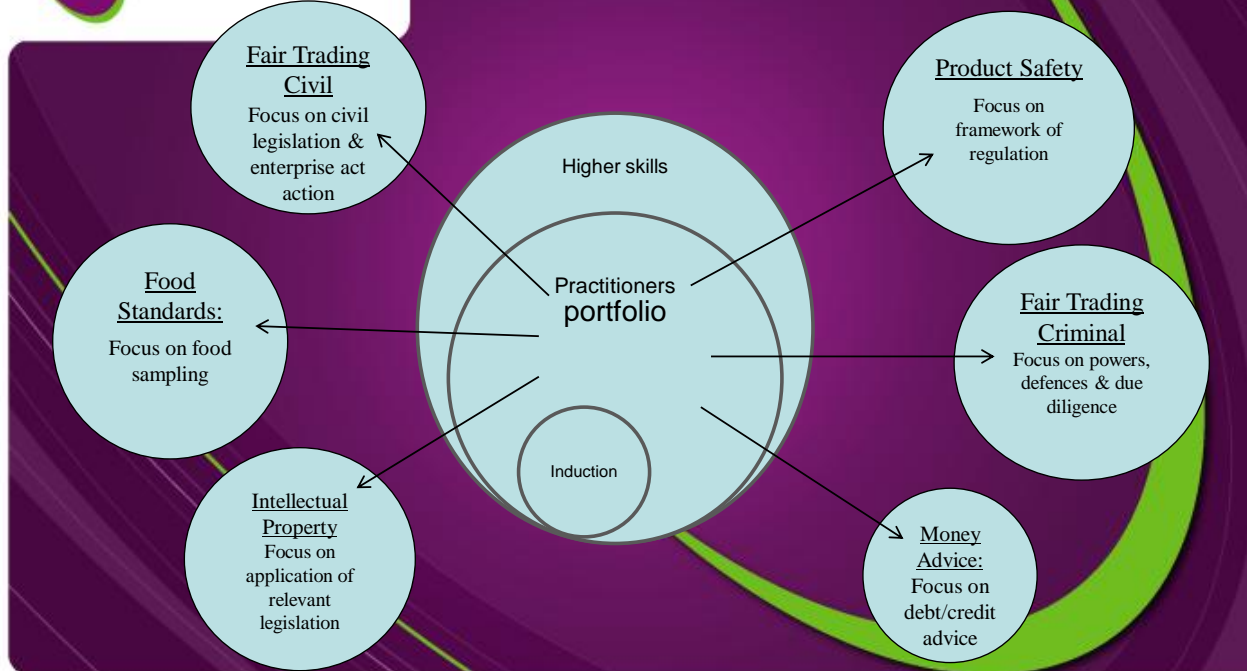 Fair Trading
Civil
Focus on civil
legislation &
enterprise act
action
Food
Standards:
Focus on food
sampling
Intellectual
Property
Focus on
application of
relevant
legislation
Higher skills
Practitioners
portfolio
Induction
Product Safety
Focus on
framework of
regulation
Fair Trading
Criminal
Focus on powers,
defences & due
diligence
Money
Advice:
Focus on
debt/credit
advice